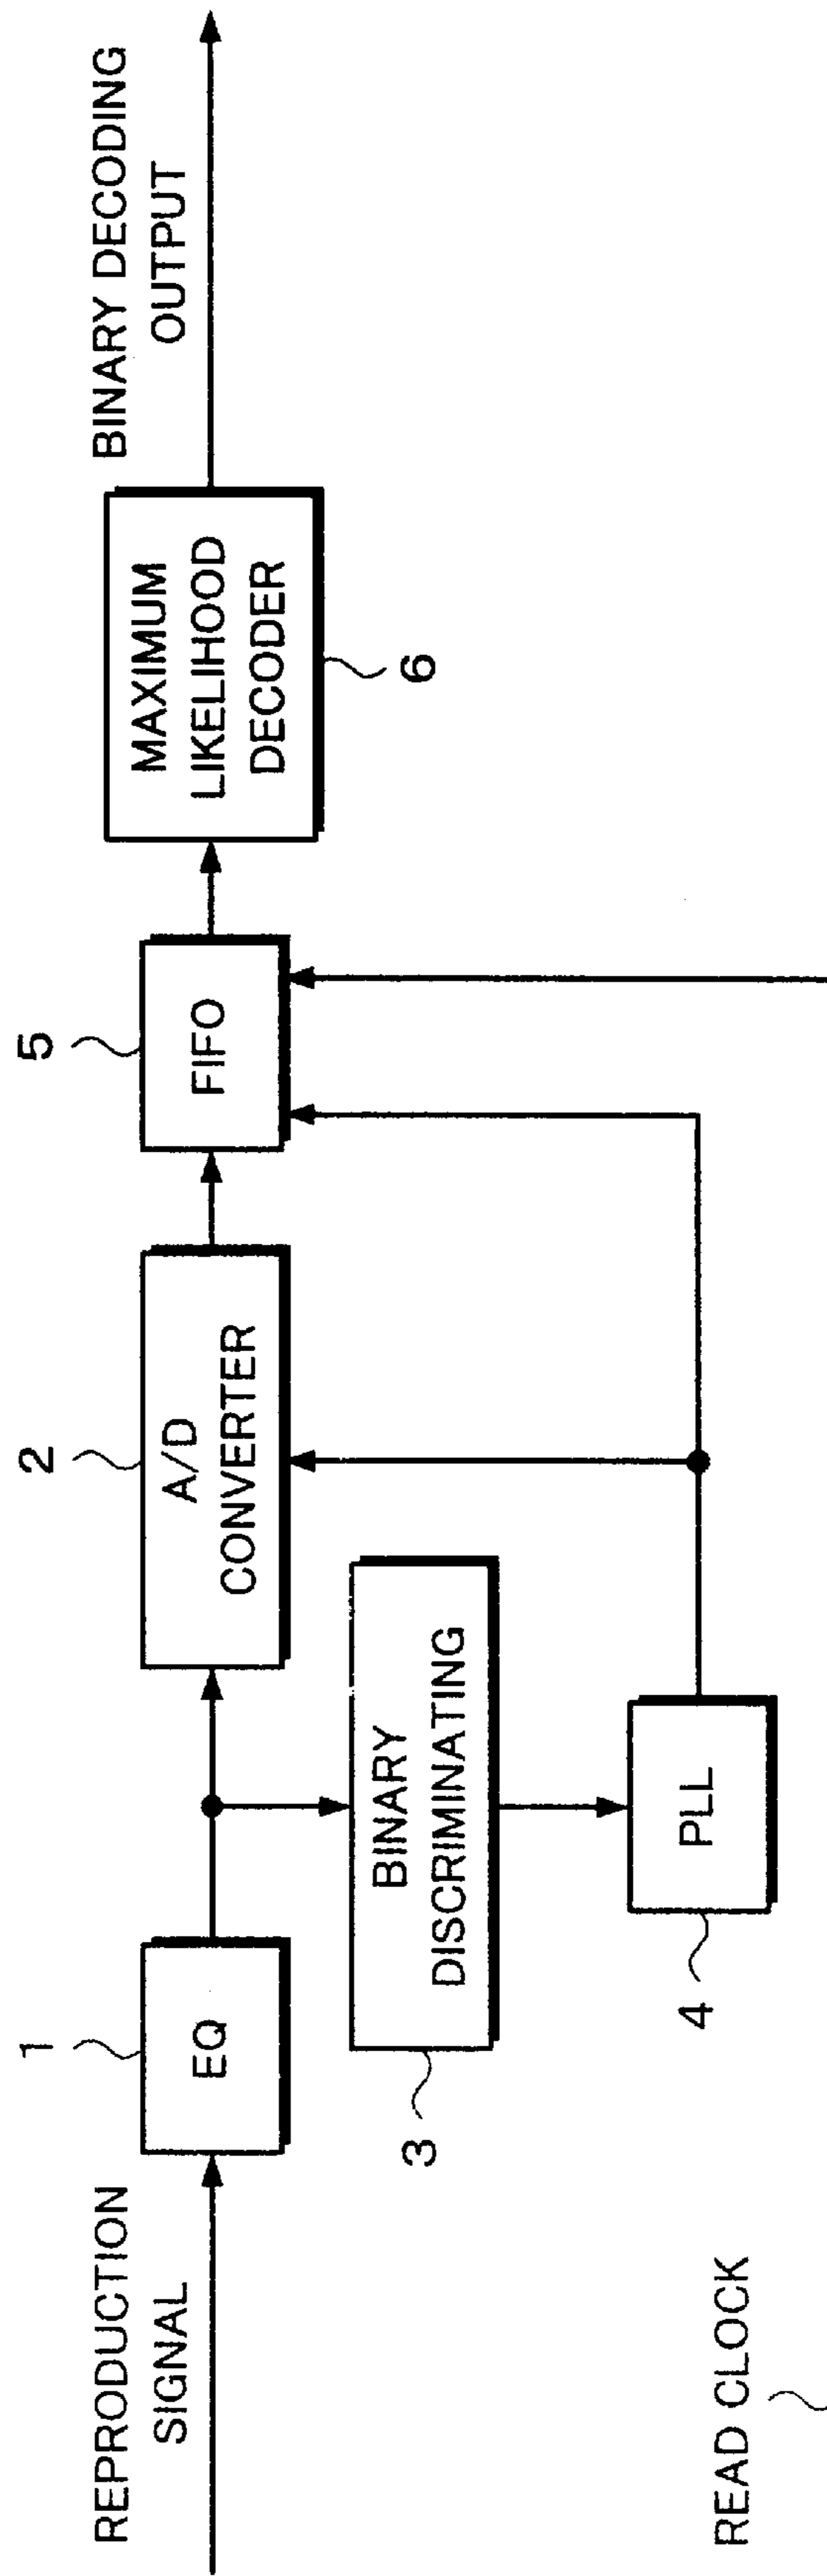 REPRODUCTION
SIGNAL
1
EQ
2
A/D
CONVERTER
5
FIFO
MAXIMUM
LIKELIHOOD
DECODER
6
BINARY DECODING
OUTPUT
3
BINARY
DISCRIMINATING
4
PLL
READ CLOCK